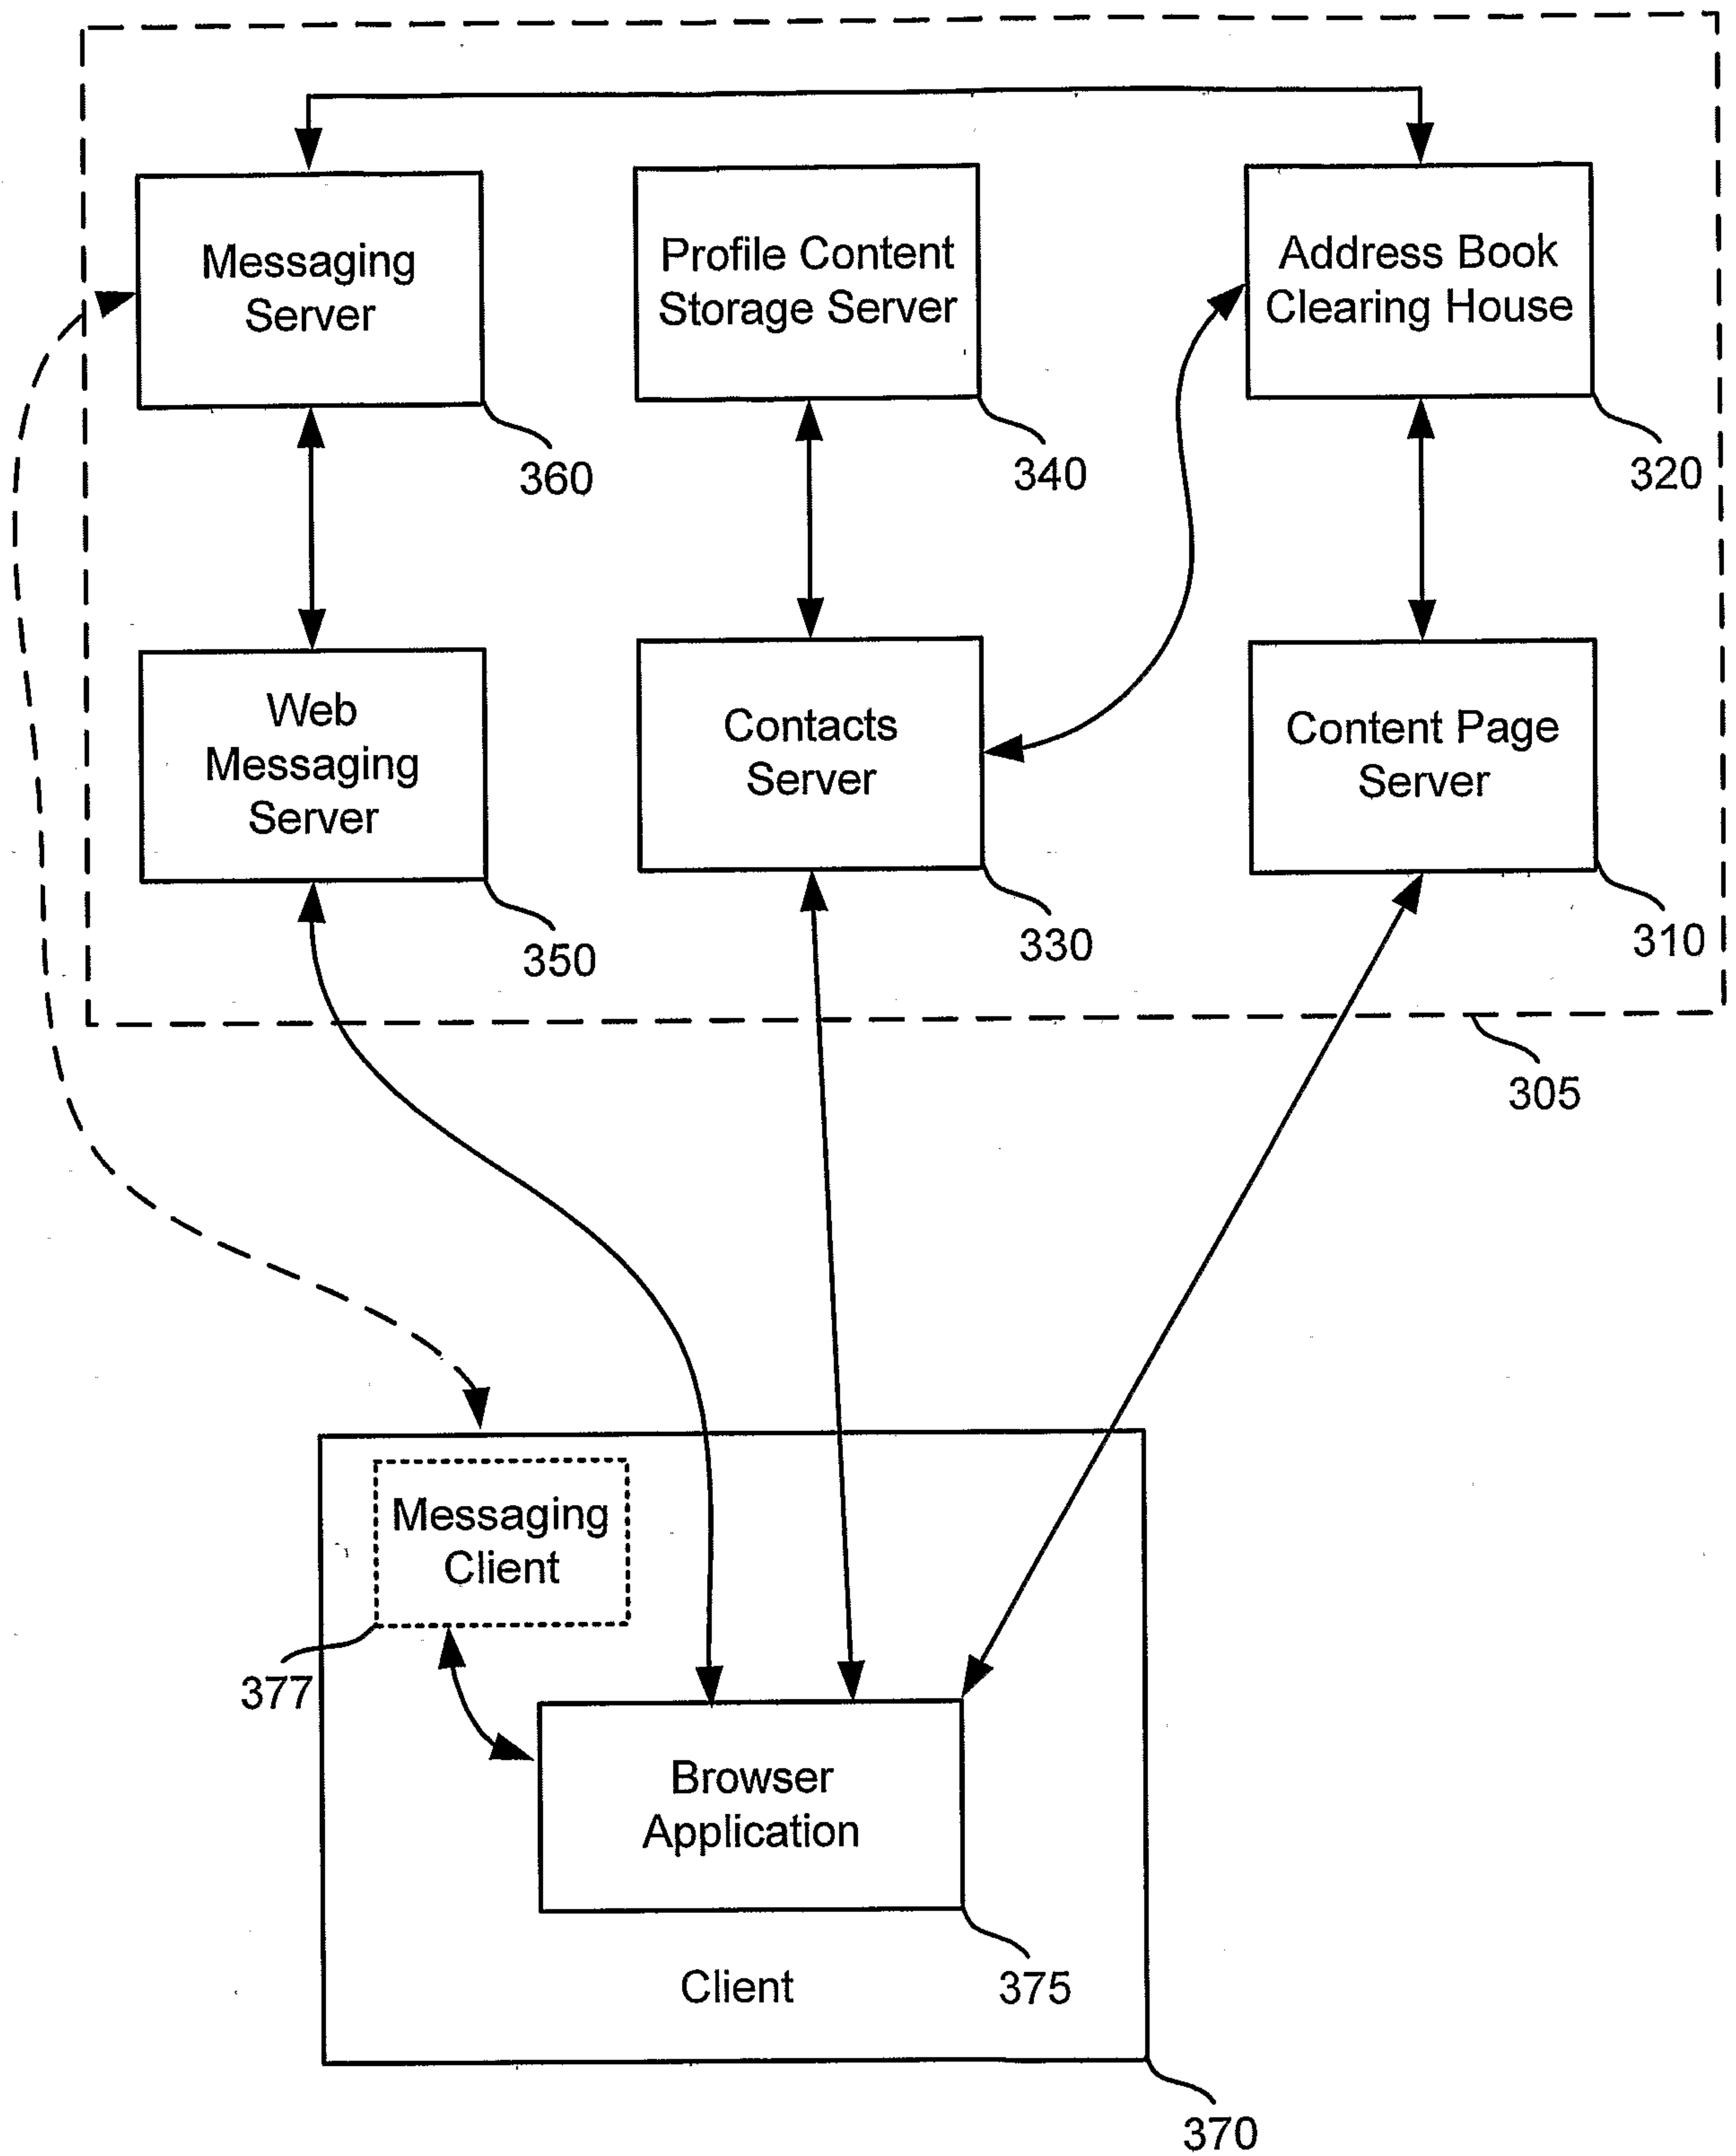 Messaging
Server
360
Profile Content
Storage Server
340
Address Book
Clearing House
320
Web
Messaging
Server
350
Contacts
Server
330
Content Page
Server
310
305
Messaging
Client
377
Browser
Application
375
Client
370